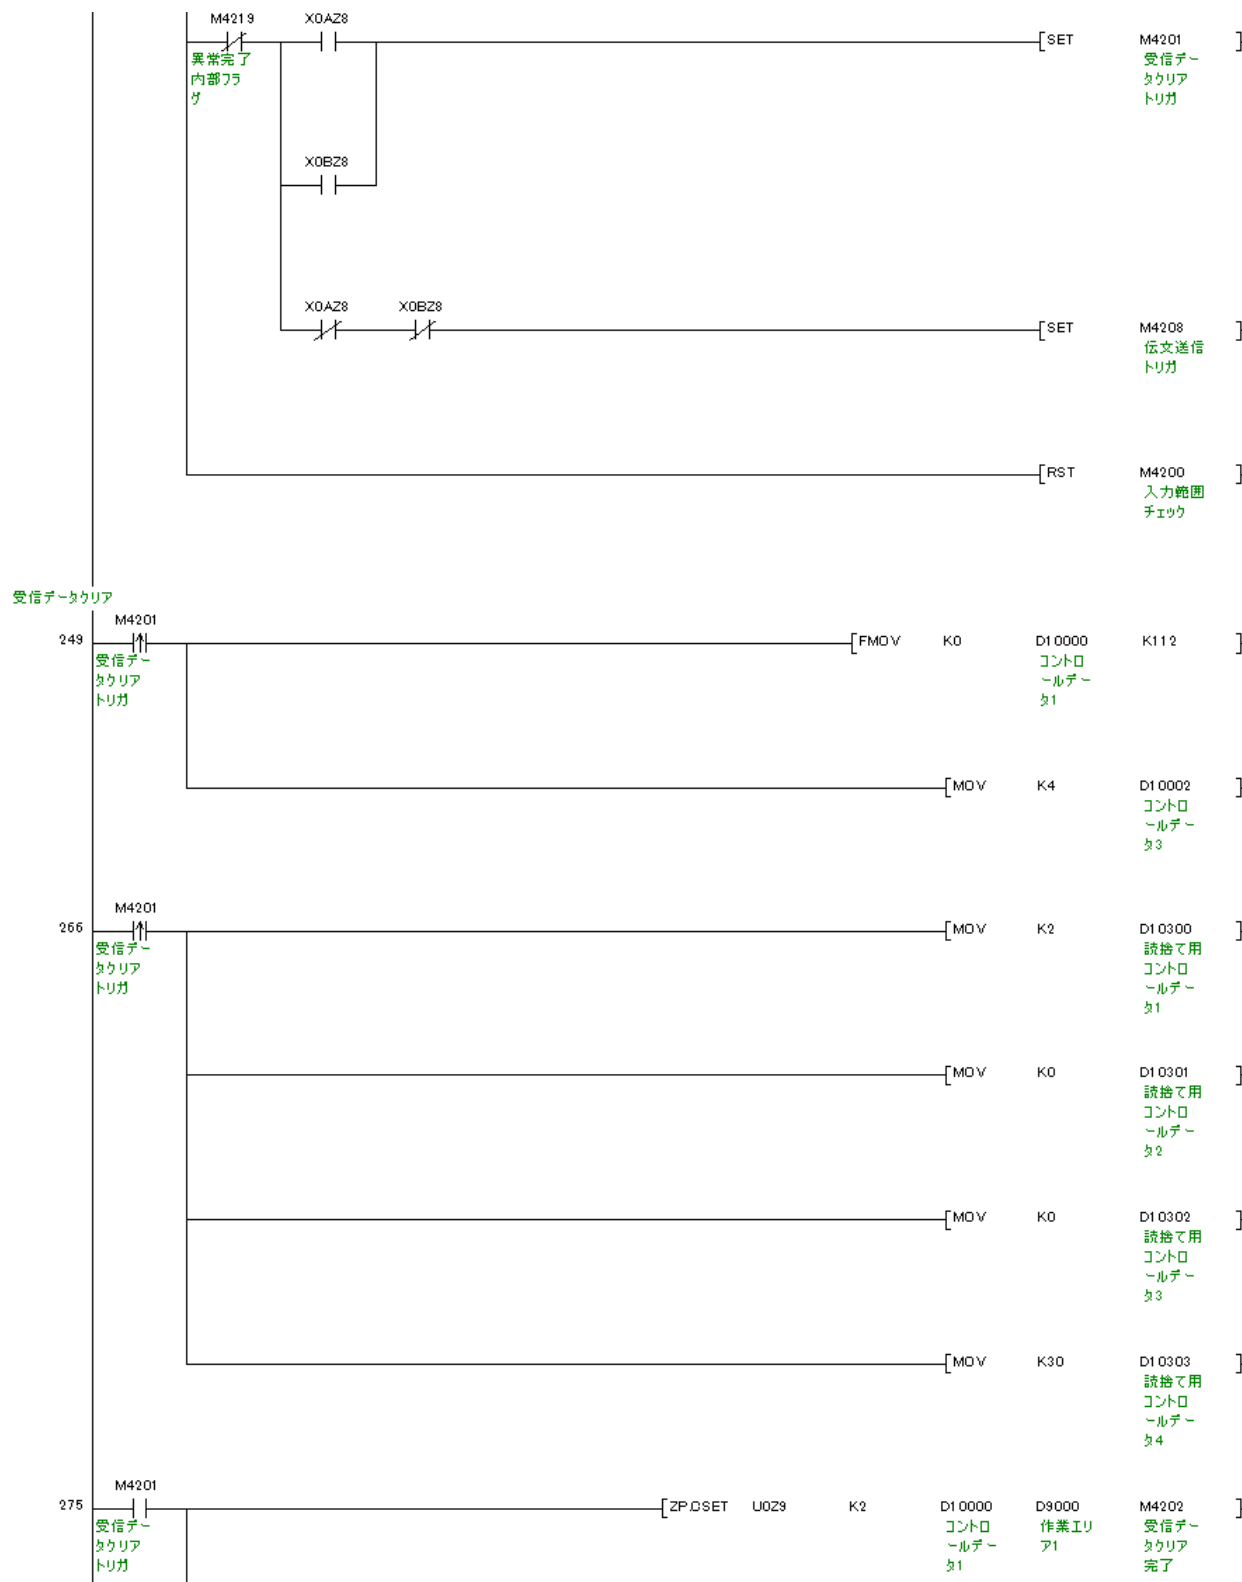 M4219 X0AZ8
[SET M4201 ]
異常完了
内部フラ
グ
受信デー
タクリア
トリガ
X0BZ8
X0AZ8 X0BZ8
[SET M4208 ]
伝文送信
トリガ
[RST M4200 ]
入力範囲
チェック
受信データクリア
M4201
249 [FMOV K0 D10000 K112 ]
受信デー
タクリア
トリガ
コントロ
ールデー
タ1
[MOV K4 D10002 ]
コントロ
ールデー
タ3
M4201
266 [MOV K2 D10300 ]
受信デー
タクリア
トリガ
読捨て用
コントロ
ールデー
タ1
[MOV K0 D10301 ]
読捨て用
コントロ
ールデー
タ2
[MOV K0 D10302 ]
読捨て用
コントロ
ールデー
タ3
[MOV K30 D10303 ]
読捨て用
コントロ
ールデー
タ4
M4201
275 [ZP.CSET U0Z9 K2 D10000 D9000 M4202 ]
受信デー
タクリア
トリガ
コントロ
ールデー
タ1
作業エリ
ア1
受信デー
タクリア
完了